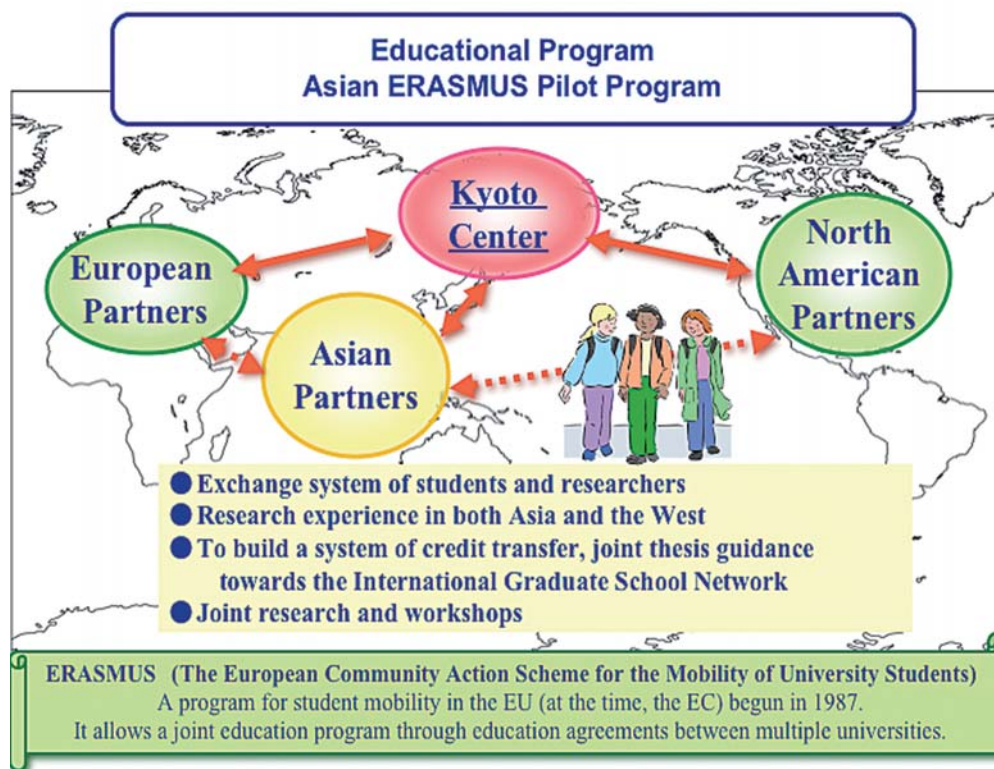 Educational Program
Asian ERASMUS Pilot Program
Kyoto
Center
European
Partners
North
American
Partners
Asian
Partners
● Exchange system of students and researchers
● Research experience in both Asia and the West
● To build a system of credit transfer, joint thesis guidance
towards the International Graduate School Network
● Joint research and workshops
ERASMUS (The European Community Action Scheme for the Mobility of University Students)
A program for student mobility in the EU (at the time, the EC) begun in 1987.
It allows a joint education program through education agreements between multiple universities.